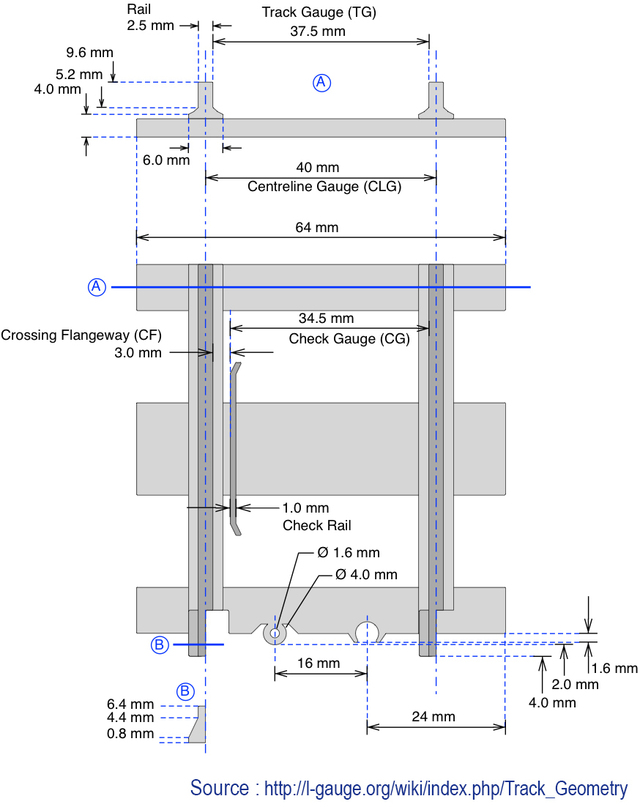 Rail
2.5 mm
Track Gauge (TG)
37.5 mm
9.6 mm
5.2 mm
4.0 mm
A
6.0 mm
40 mm
Centreline Gauge (CLG)
64 mm
A
34.5 mm
Crossing Flangeway (CF)
Check Gauge (CG)
3.0 mm
1.0 mm
Check Rail
Ø 1.6 mm
Ø 4.0 mm
B
16 mm
1.6 mm
2.0 mm
4.0 mm
B
6.4 mm
4.4 mm
24 mm
0.8 mm
Source : http://l-gauge.org/wiki/index.php/Track_Geometry